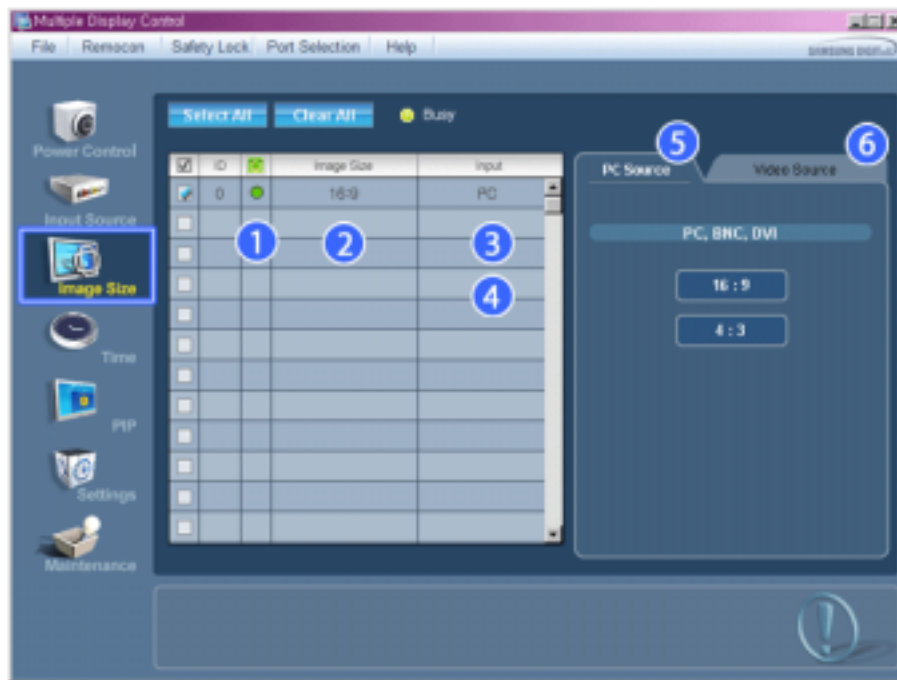 Multiple Display Control
File Remocon Safety Lock Port Selection Help
SAMSUNG DIGITall
Select All Clear All Busy
Power Control
Input Source
Image Size
Time
PIP
Settings
Maintenance
ID Image Size Input
0 16:9 PC
1 2 3
4
5 6
PC Source Video Source
PC, BNC, DVI
16 : 9
4 : 3